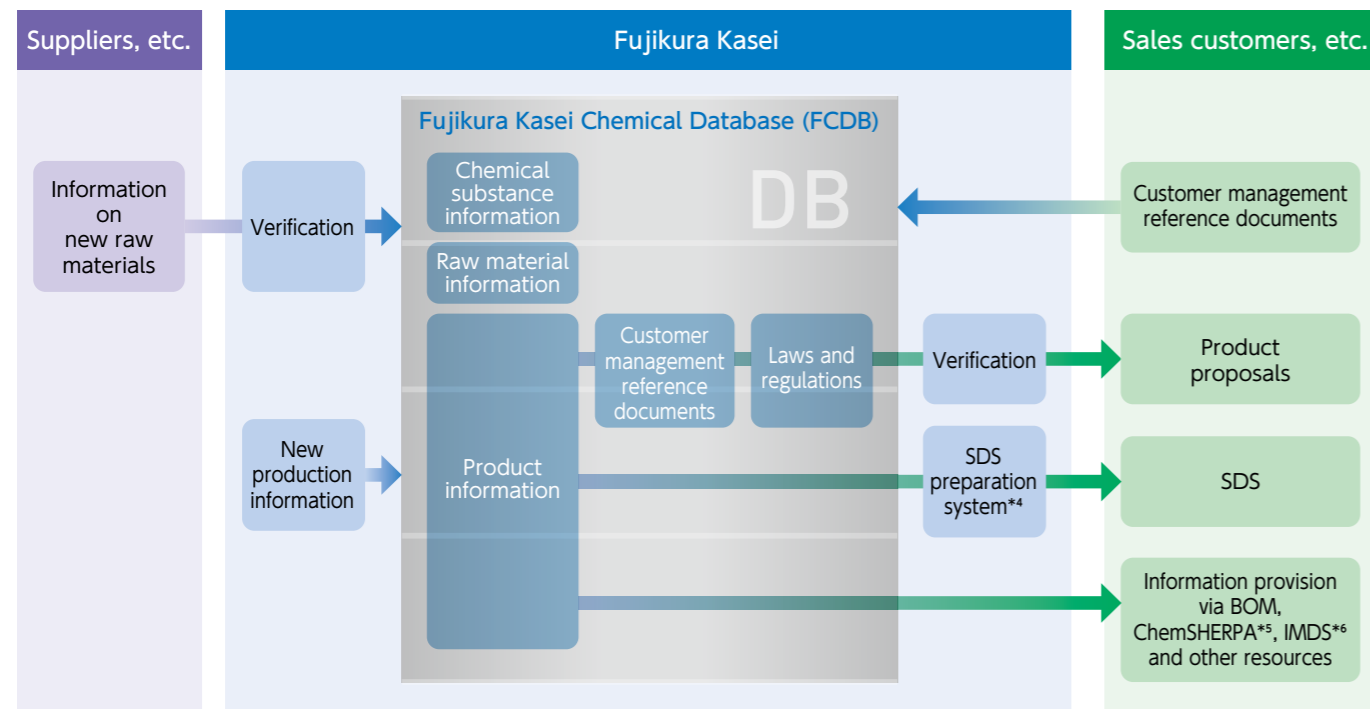 Suppliers, etc.
Fujikura Kasei
Sales customers, etc.
Fujikura Kasei Chemical Database (FCDB)
DB
Information
on
new raw
materials
Verification
Chemical
substance
information
Raw material
information
Customer management
reference documents
New
production
information
Product
information
Customer
management
reference
documents
Laws and
regulations
Verification
Product
proposals
SDS
preparation
system*4
SDS
Information provision
via BOM,
ChemSHERPA*5, IMDS*6
and other resources